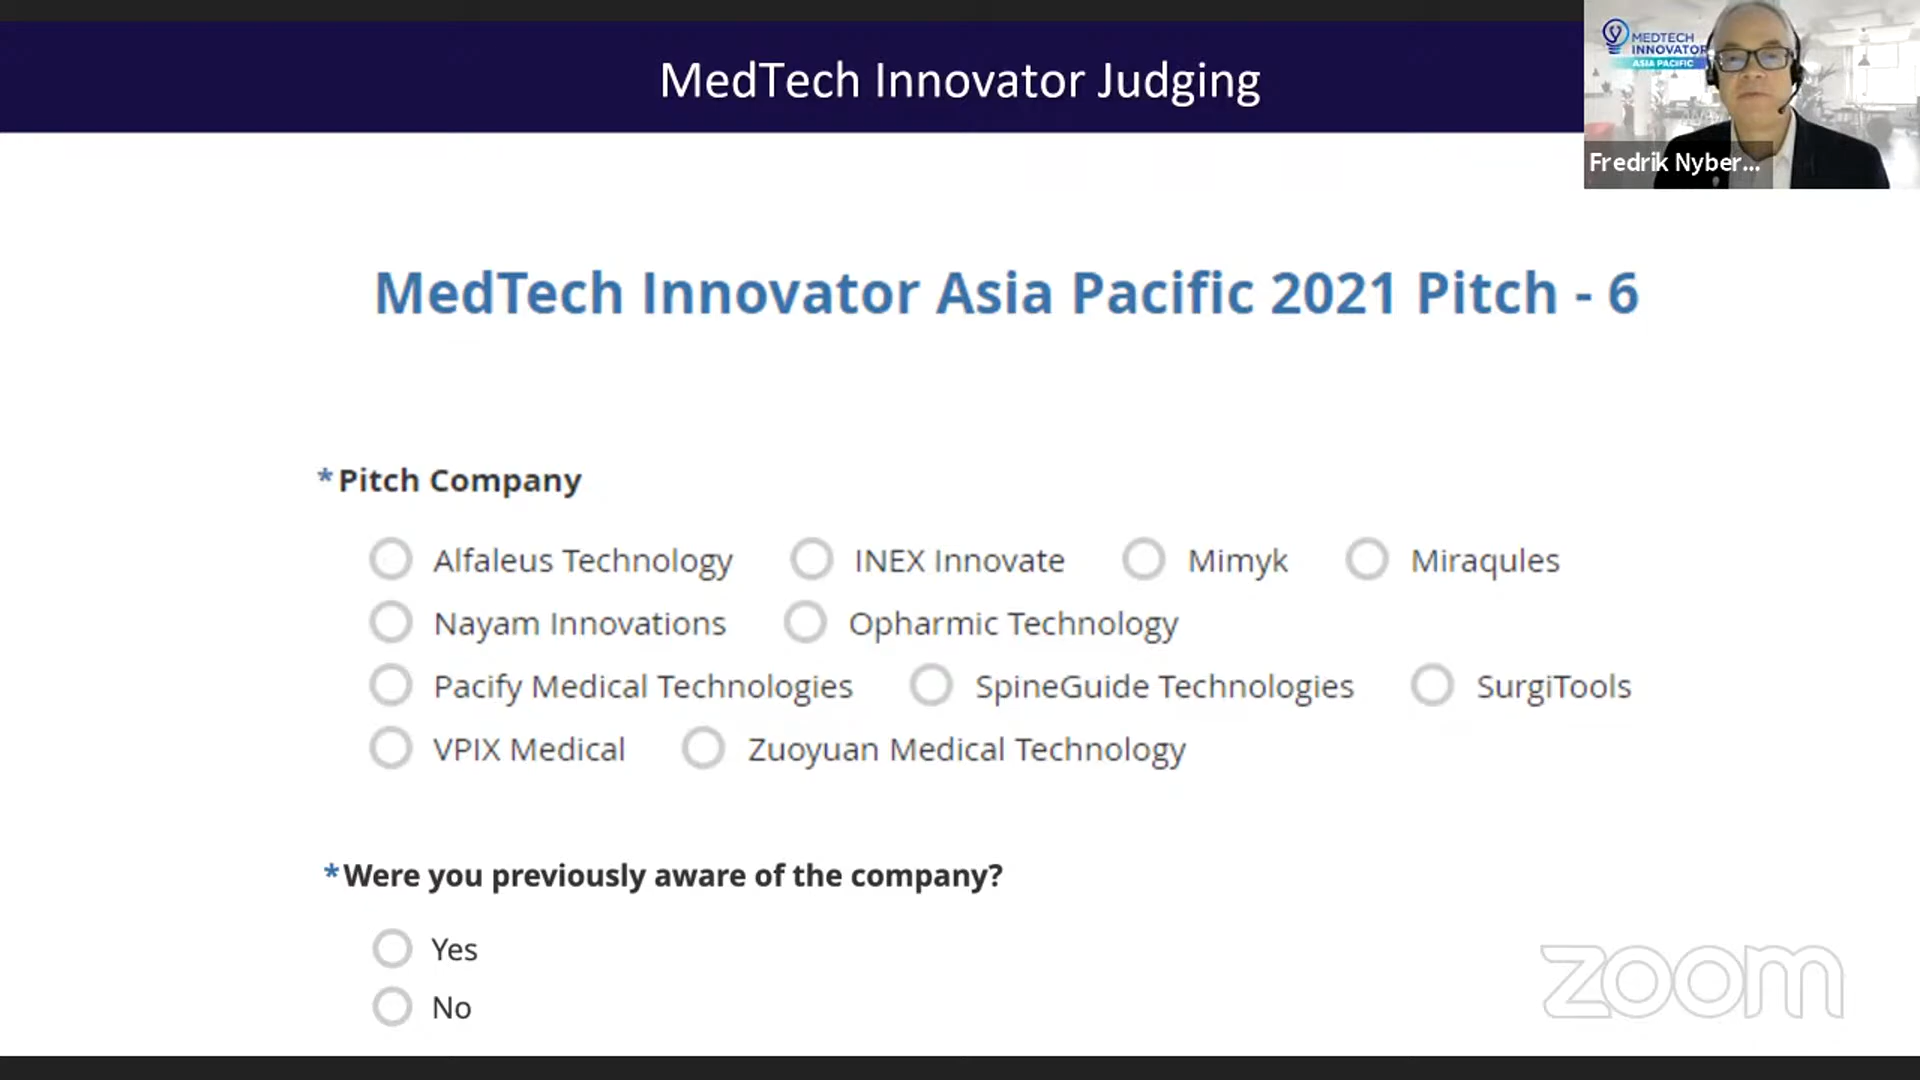 MedTech Innovator Judging
MEDTECH
INNOVATOR
ASIA PACIFIC
Fredrik Nyber...
MedTech Innovator Asia Pacific 2021 Pitch - 6
*Pitch Company
Alfaleus Technology INEX Innovate Mimyk Miraqules
Nayam Innovations Opharmic Technology
Pacify Medical Technologies SpineGuide Technologies SurgiTools
VPIX Medical Zuoyuan Medical Technology
*Were you previously aware of the company?
Yes
No
zoom